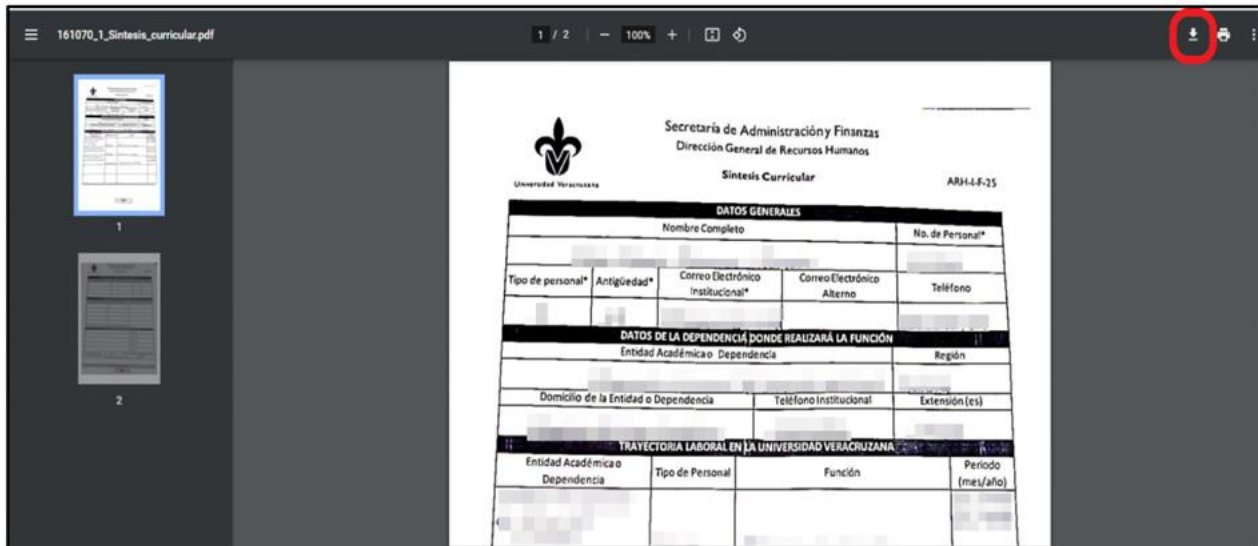 161070_1_Sintesis_curricular.pdf
1 / 2
100%
1
2
Universidad Veracruzana
Secretaría de Administración y Finanzas
Dirección General de Recursos Humanos
Síntesis Curricular
ARH-I-F-25
DATOS GENERALES
Nombre Completo
No. de Personal*
Tipo de personal*
Antigüedad*
Correo Electrónico
Institucional*
Correo Electrónico
Alterno
Teléfono
DATOS DE LA DEPENDENCIA DONDE REALIZARÁ LA FUNCIÓN
Entidad Académica o Dependencia
Región
Domicilio de la Entidad o Dependencia
Teléfono Institucional
Extensión (es)
TRAYECTORIA LABORAL EN LA UNIVERSIDAD VERACRUZANA
Entidad Académica o
Dependencia
Tipo de Personal
Función
Periodo
(mes/año)